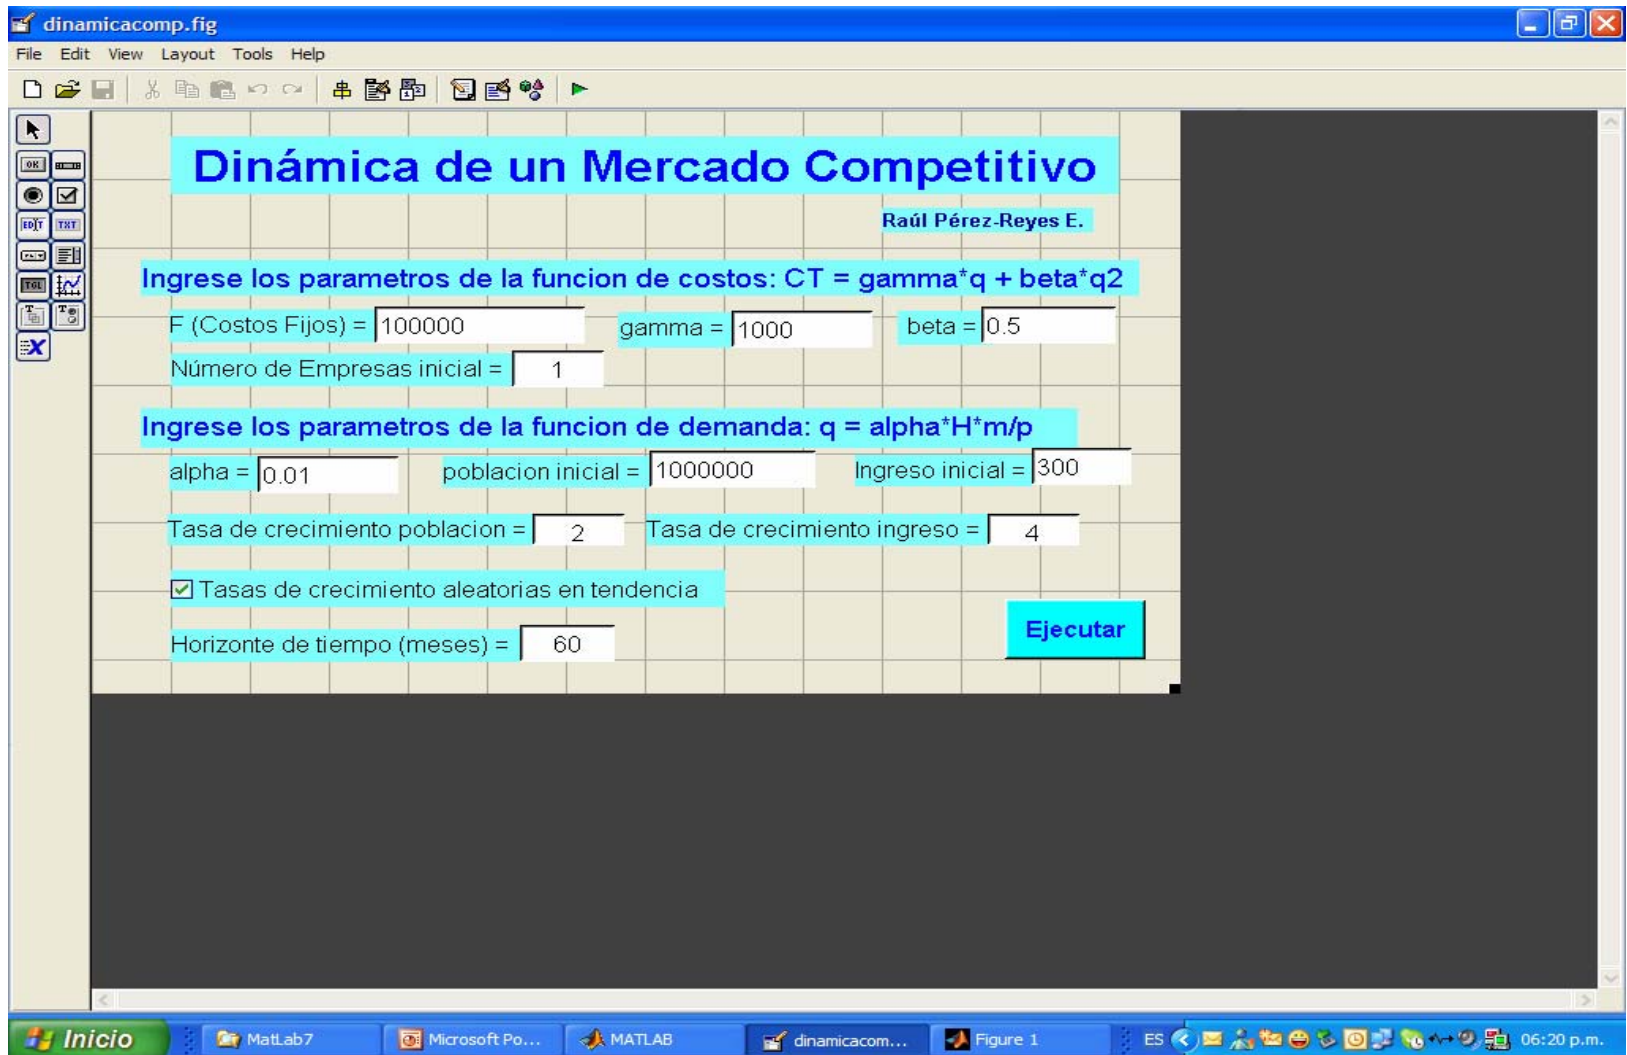 dinamicacomp.fig
File Edit View Layout Tools Help
OK
EDIT TXT
TGL
Dinámica de un Mercado Competitivo
Raúl Pérez-Reyes E.
Ingrese los parametros de la funcion de costos: CT = gamma*q + beta*q2
F (Costos Fijos) = 100000 gamma = 1000 beta = 0.5
Número de Empresas inicial = 1
Ingrese los parametros de la funcion de demanda: q = alpha*H*m/p
alpha = 0.01 poblacion inicial = 1000000 Ingreso inicial = 300
Tasa de crecimiento poblacion = 2 Tasa de crecimiento ingreso = 4
Tasas de crecimiento aleatorias en tendencia
Horizonte de tiempo (meses) = 60
Ejecutar
Inicio MatLab7 Microsoft Po... MATLAB dinamicacom... Figure 1 ES 06:20 p.m.